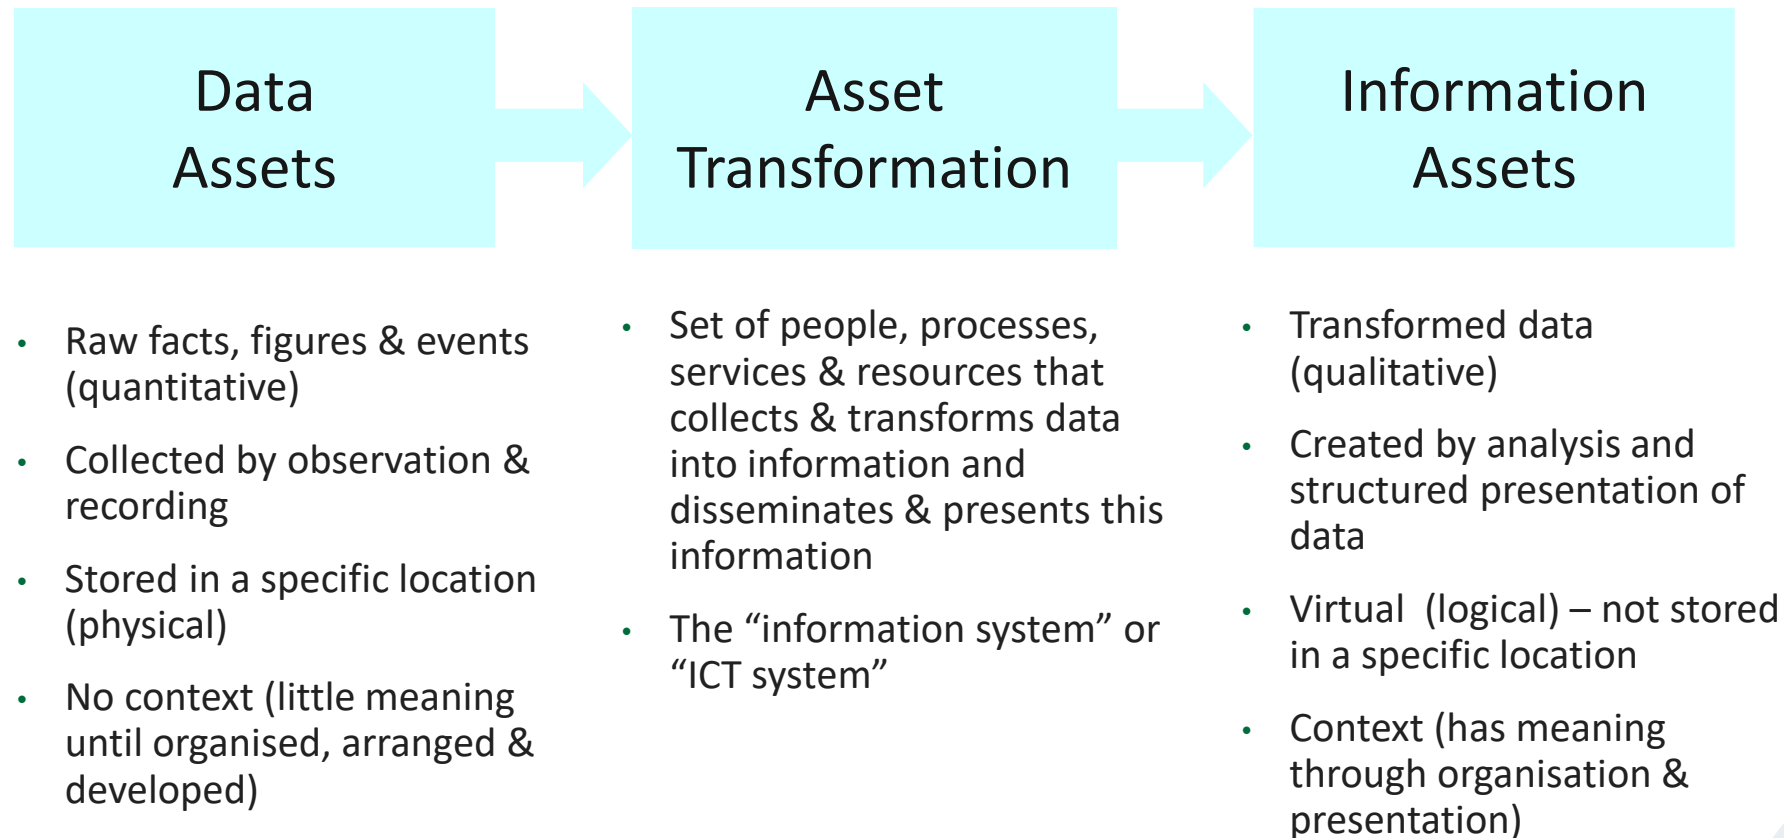 Data
Assets
Asset
Transformation
Information
Assets
• Raw facts, figures & events
(quantitative)
• Collected by observation &
recording
• Stored in a specific location
(physical)
• No context (little meaning
until organised, arranged &
developed)
• Set of people, processes,
services & resources that
collects & transforms data
into information and
disseminates & presents this
information
• The “information system” or
“ICT system”
• Transformed data
(qualitative)
• Created by analysis and
structured presentation of
data
• Virtual  (logical) – not stored
in a specific location
• Context (has meaning
through organisation &
presentation)